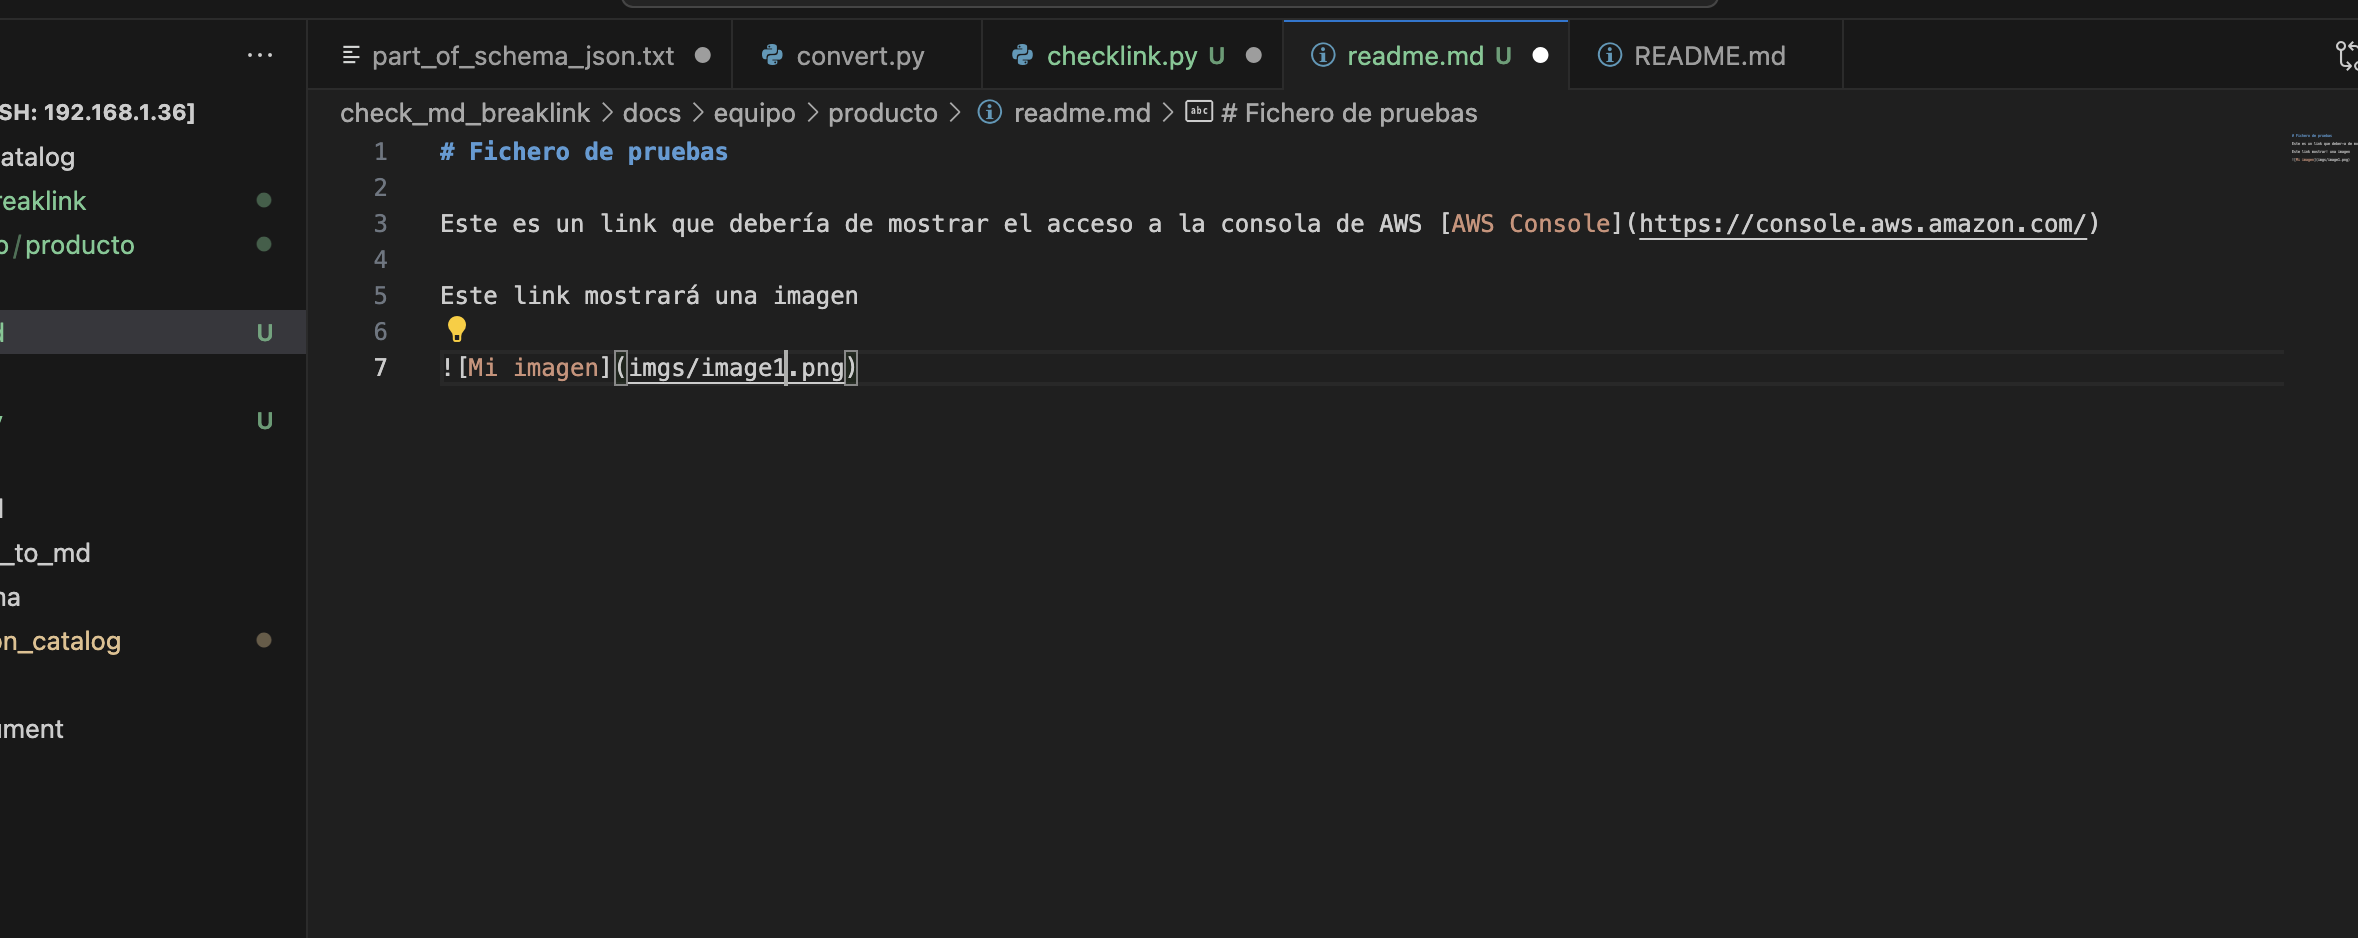 part_of_schema_json.txt
convert.py
checklink.py U
readme.md U
README.md
SH: 192.168.1.36]
check_md_breaklink > docs > equipo > producto > readme.md > # Fichero de pruebas
atalog
reaklink
o/producto
U
U
_to_md
na
on_catalog
ument
1 # Fichero de pruebas
2
3 Este es un link que debería de mostrar el acceso a la consola de AWS [AWS Console](https://console.aws.amazon.com/)
4
5 Este link mostrará una imagen
6
7 ![Mi imagen](imgs/image1.png)